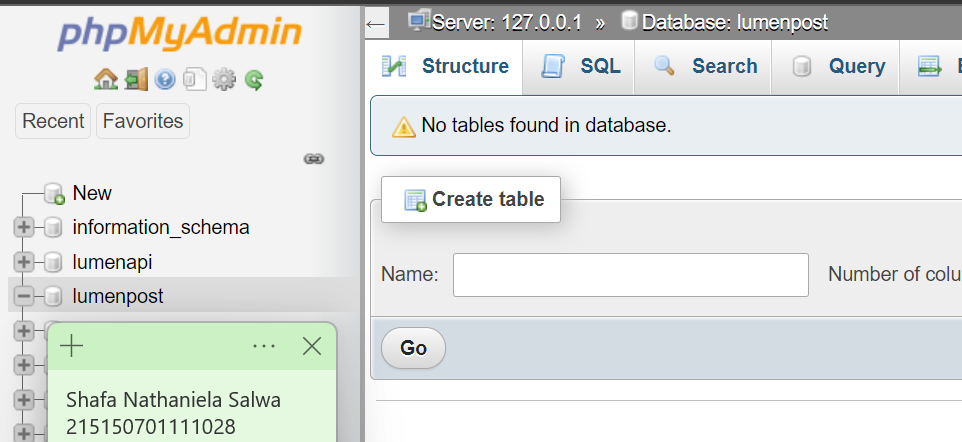 phpMyAdmin
Recent Favorites
New
information_schema
lumenapi
lumenpost
Shafa Nathaniela Salwa
215150701111028
Server: 127.0.0.1 » Database: lumenpost
Structure SQL Search Query
No tables found in database.
Create table
Name: Number of colu
Go